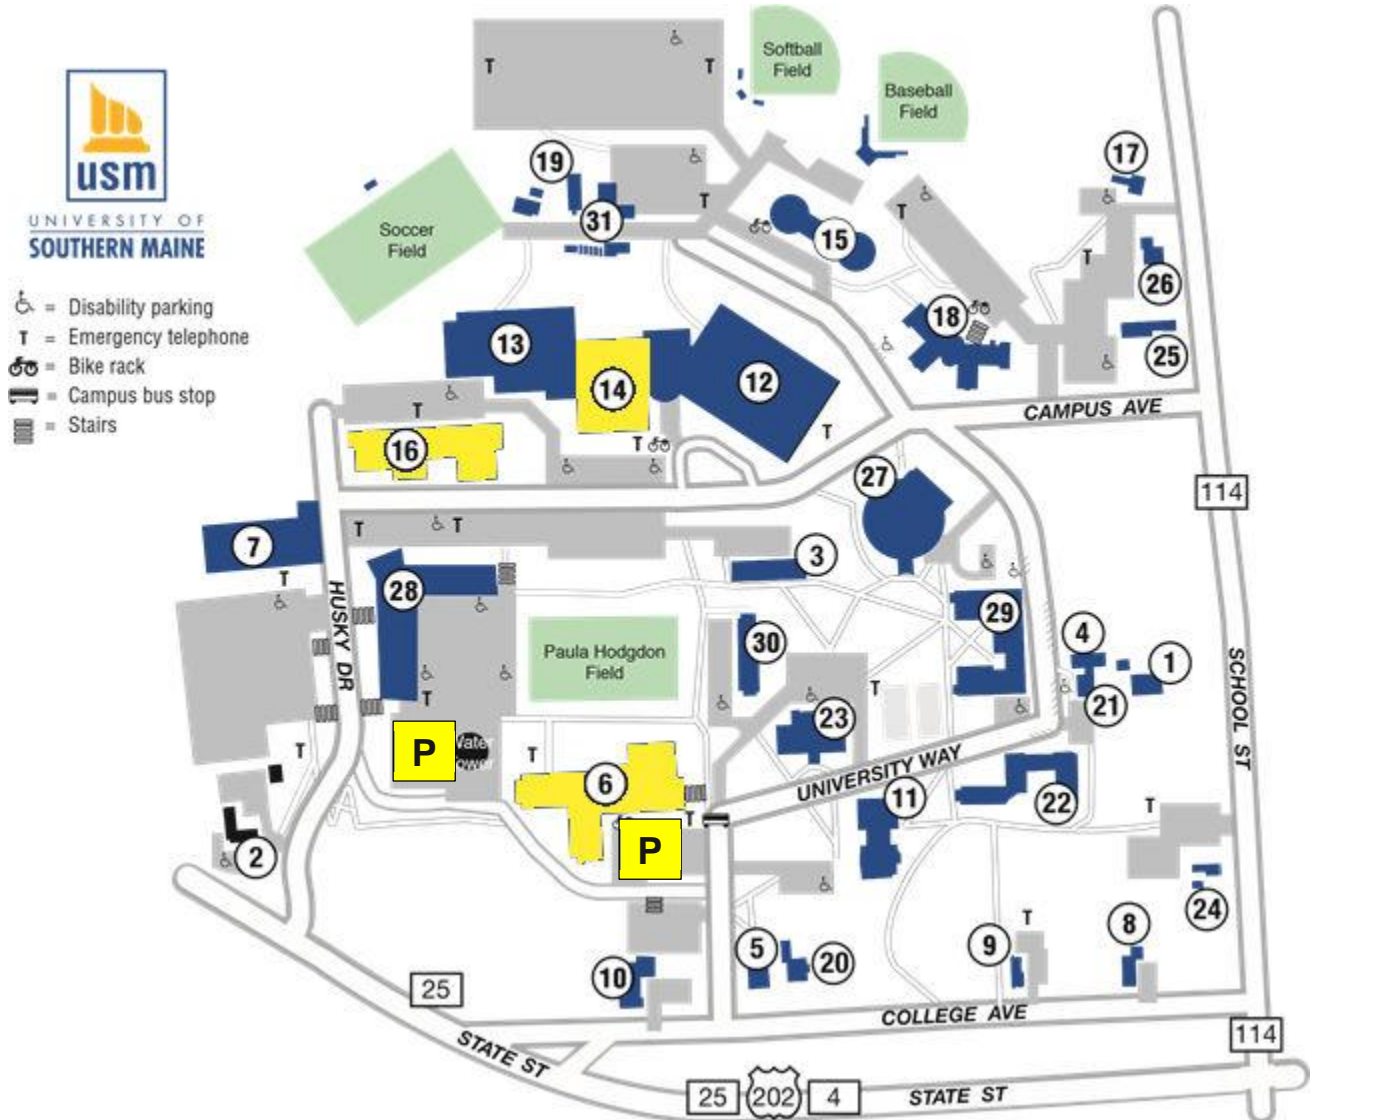 T
T
Softball
Field
Baseball
Field
usm
UNIVERSITY OF
SOUTHERN MAINE
19
17
T
31
Soccer
Field
15
T
T
26
= Disability parking
T = Emergency telephone
= Bike rack
= Campus bus stop
= Stairs
13
18
25
14
12
CAMPUS AVE
T
16
T
T
27
114
T
T
7
3
T
28
HUSKY DR
29
Paula Hodgdon
Field
30
4
1
SCHOOL ST
T
T
21
23
P
T
T
6
UNIVERSITY WAY
11
22
T
T
P
2
24
T
5
20
9
8
10
25
COLLEGE AVE
114
STATE ST
25
202
4
STATE ST